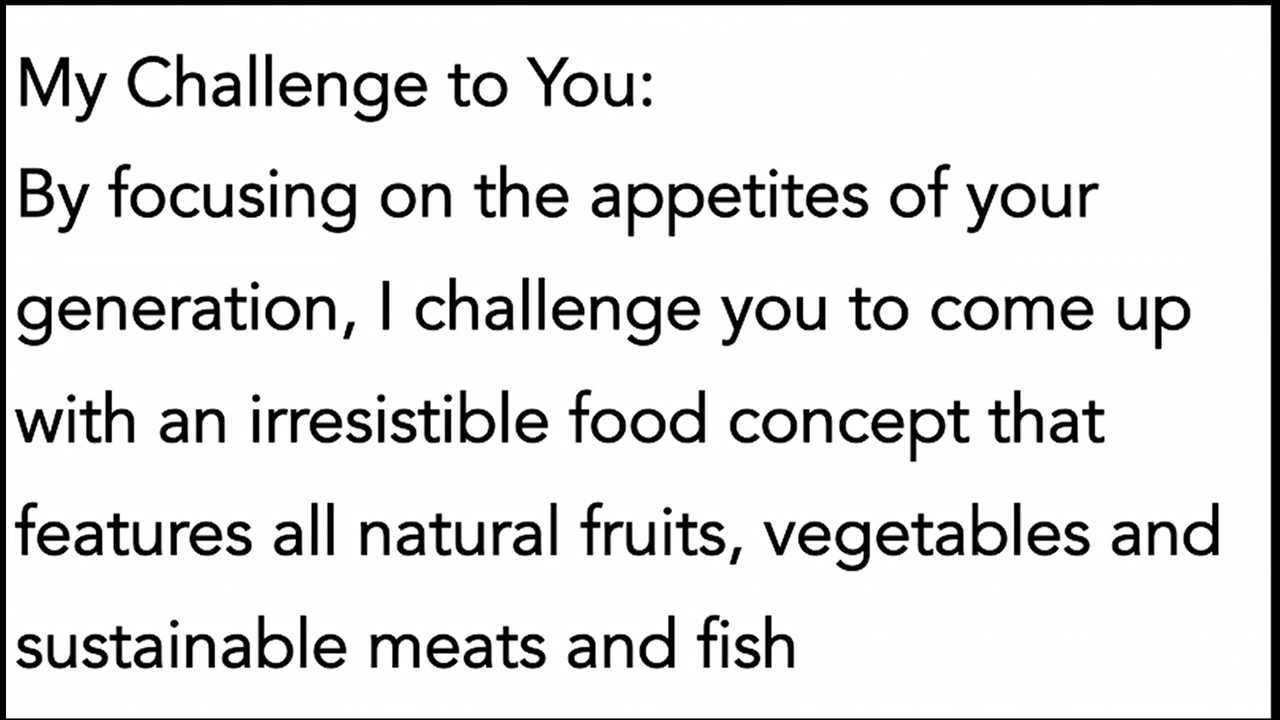 My Challenge to You:
By focusing on the appetites of your
generation, I challenge you to come up
with an irresistible food concept that
features all natural fruits, vegetables and
sustainable meats and fish